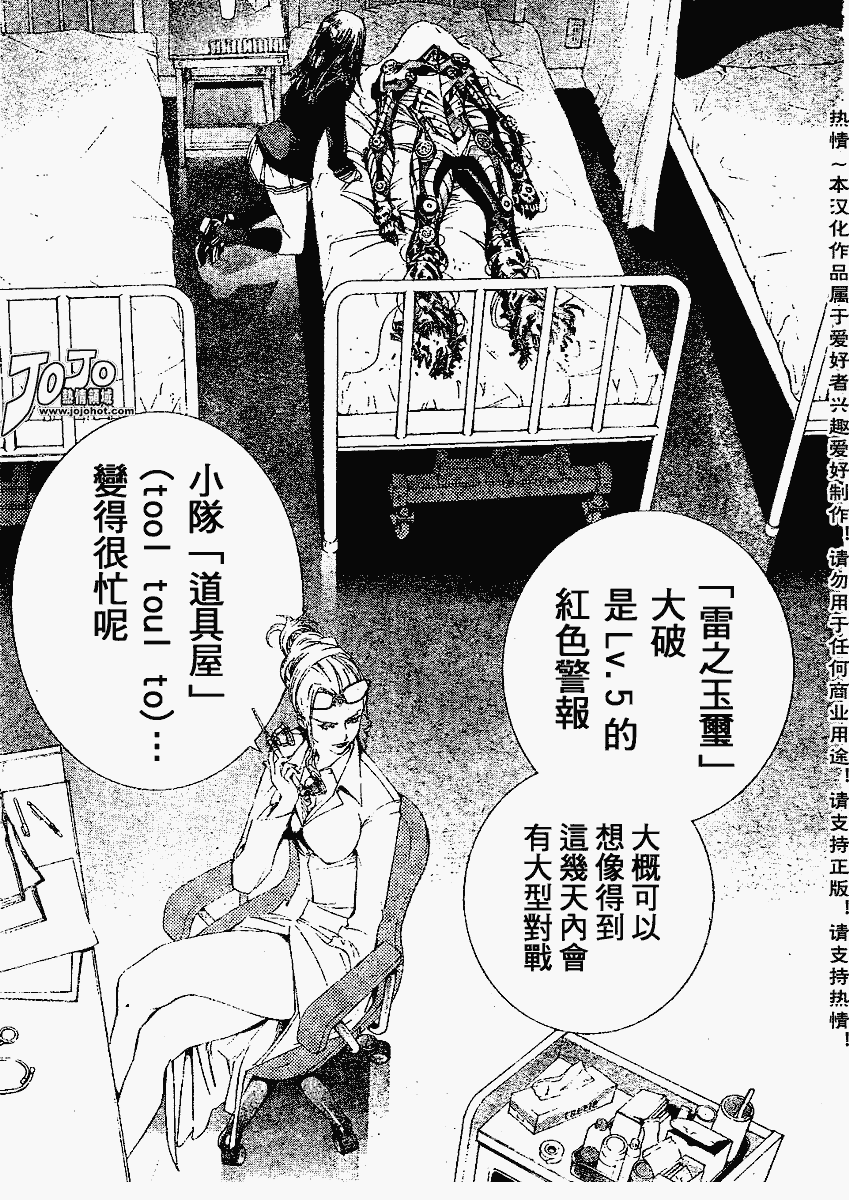 「雷之玉璽」
大破
是Lv.5的
紅色警報
大概可以
想像得到
這幾天內會
有大型對戰
小隊「道具屋」
(tool toul to)…
變得很忙呢
JOJO
熱情領域
www.jojohot.com
热情~本汉化作品属于爱好者兴趣爱好制作！请勿用于任何商业用途！请支持正版！请支持热情！